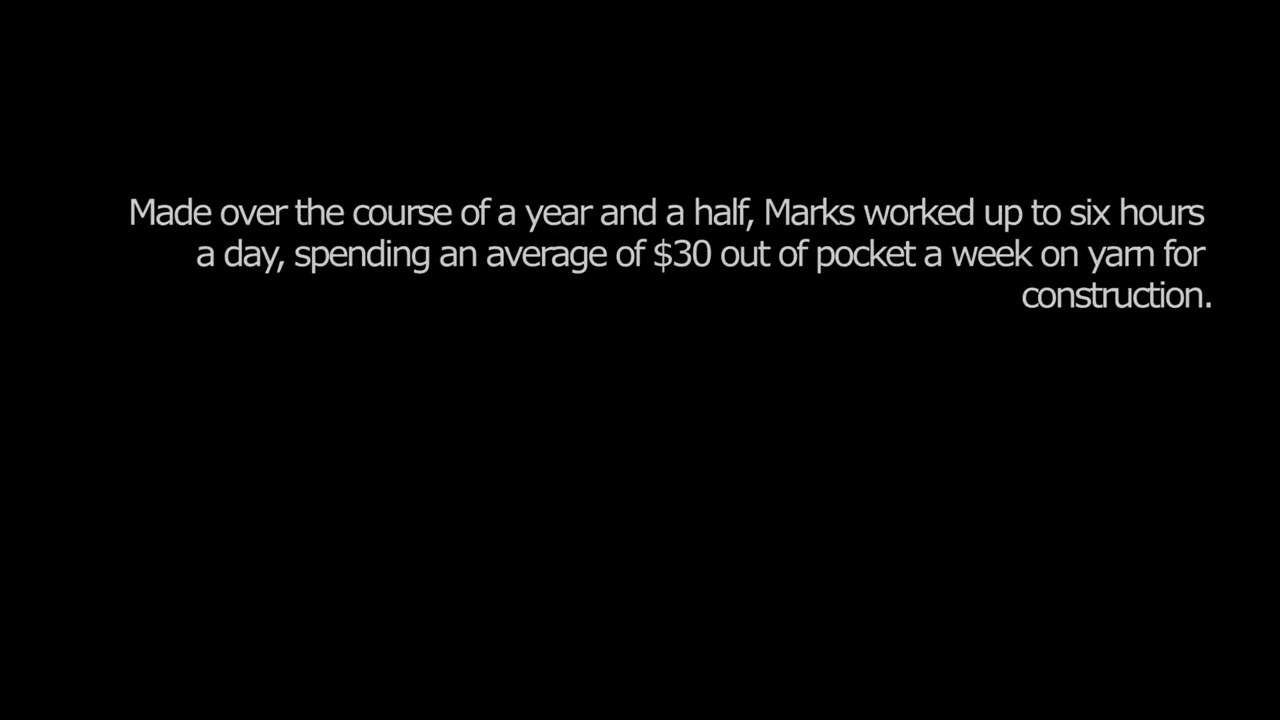 Made over the course of a year and a half, Marks worked up to six hours
a day, spending an average of $30 out of pocket a week on yarn for
construction.